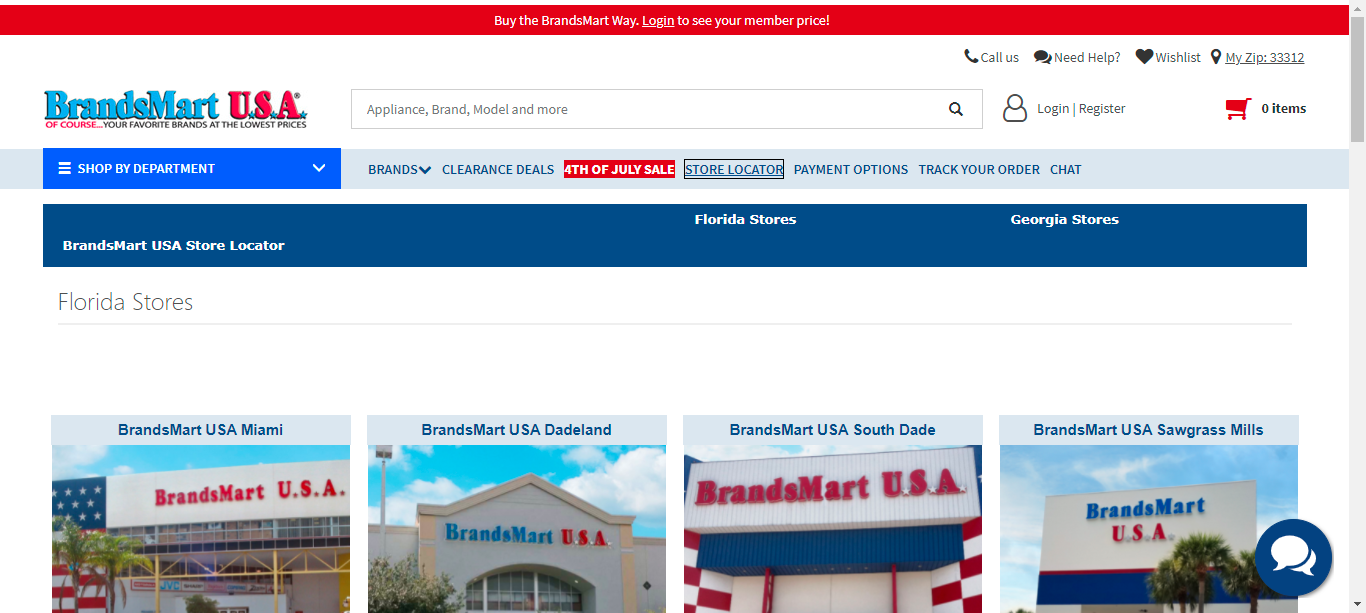 Buy the BrandsMart Way. Login to see your member price!
Call us
Need Help?
Wishlist
My Zip: 33312
BrandsMart U.S.A.®
OF COURSE...YOUR FAVORITE BRANDS AT THE LOWEST PRICES
Appliance, Brand, Model and more
Login | Register
0 items
SHOP BY DEPARTMENT
BRANDS
CLEARANCE DEALS
4TH OF JULY SALE
STORE LOCATOR
PAYMENT OPTIONS
TRACK YOUR ORDER
CHAT
Florida Stores
Georgia Stores
BrandsMart USA Store Locator
Florida Stores
BrandsMart USA Miami
BrandsMart USA Dadeland
BrandsMart USA South Dade
BrandsMart USA Sawgrass Mills
BrandsMart U.S.A.
JVC
BrandsMart U.S.A.
BrandsMart U.S.A.
BrandsMart
U.S.A.